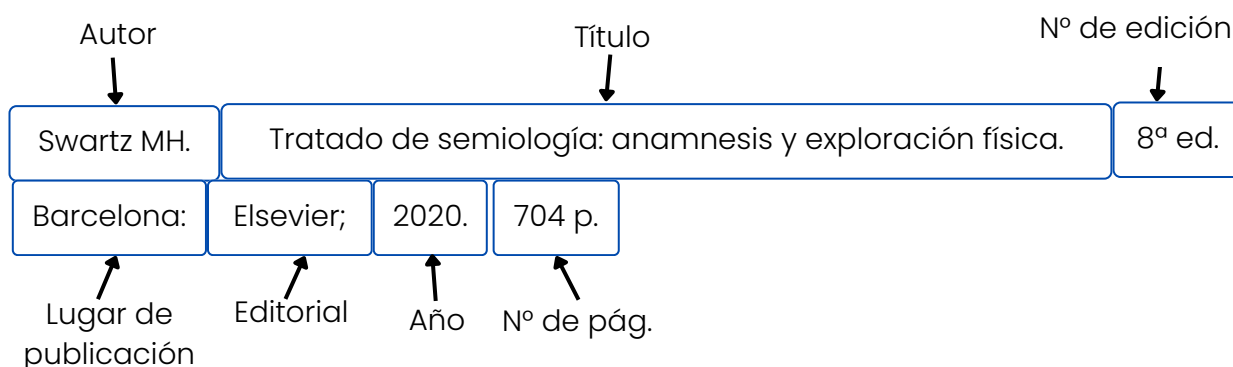 Autor Título Nº de edición
Swartz MH. Tratado de semiología: anamnesis y exploración física. 8ª ed.
Barcelona: Elsevier; 2020. 704 p.
Lugar de publicación Editorial Año Nº de pág.